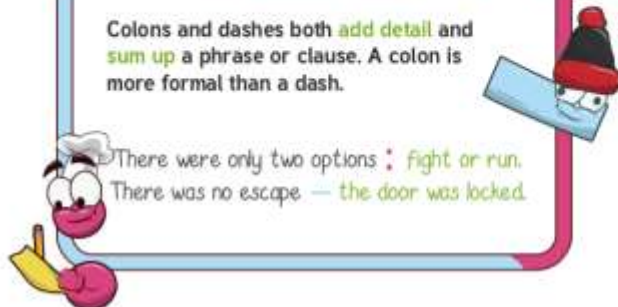 Colons and dashes both add detail and
sum up a phrase or clause. A colon is
more formal than a dash.
There were only two options : fight or run.
There was no escape — the door was locked.